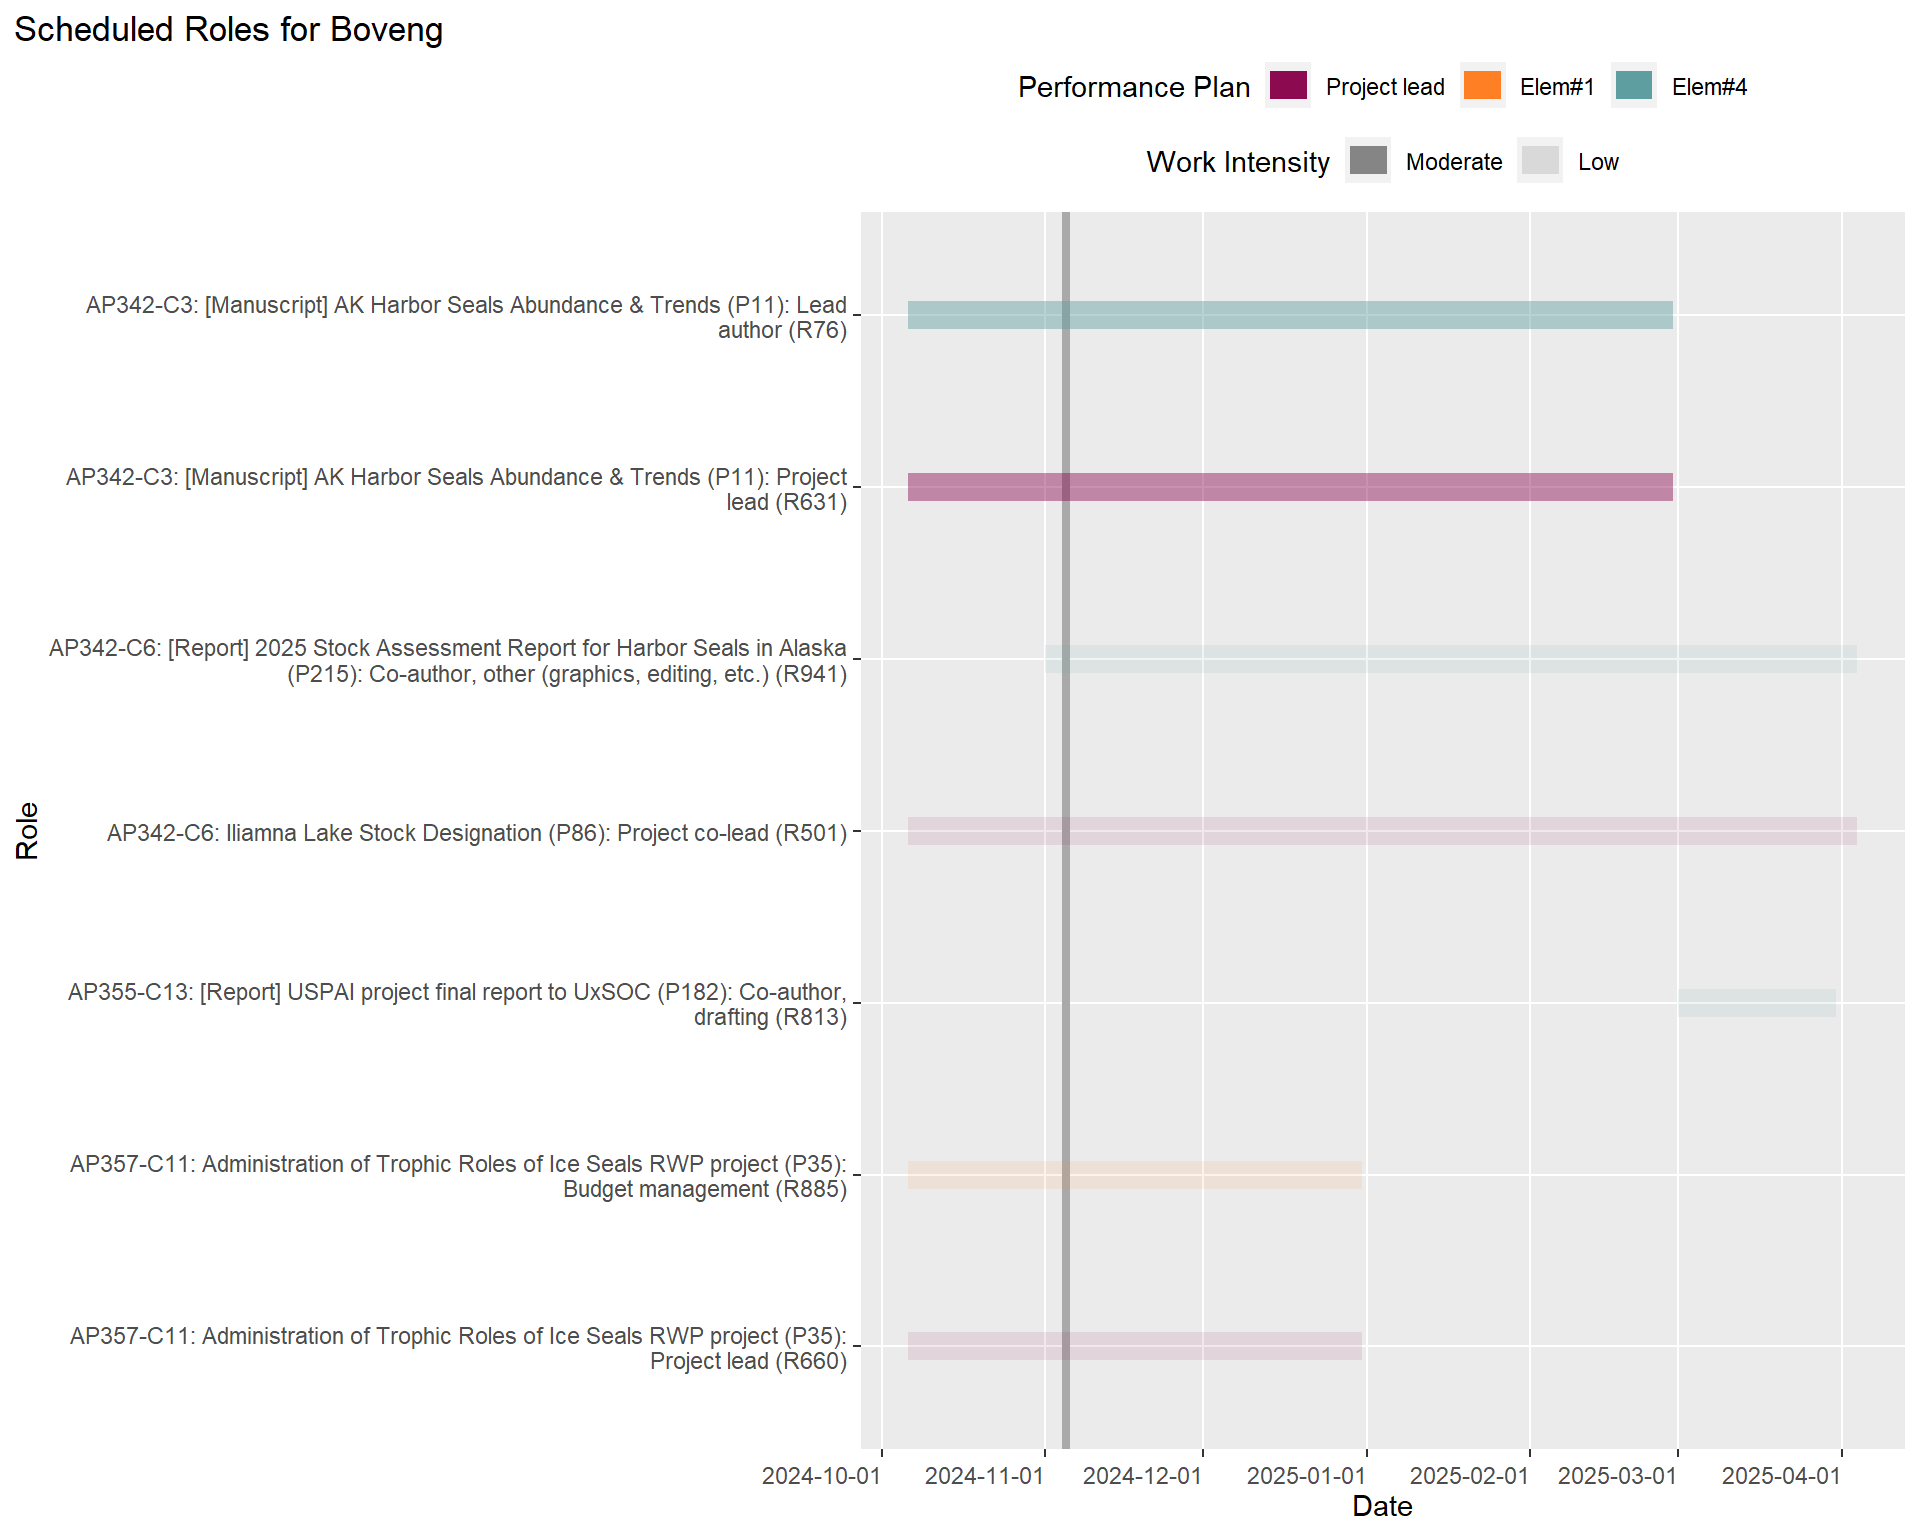 Scheduled Roles for Boveng
Performance Plan Project lead Elem#1 Elem#4
Work Intensity Moderate Low
AP342-C3: [Manuscript] AK Harbor Seals Abundance & Trends (P11): Lead
author (R76)
AP342-C3: [Manuscript] AK Harbor Seals Abundance & Trends (P11): Project
lead (R631)
AP342-C6: [Report] 2025 Stock Assessment Report for Harbor Seals in Alaska
(P215): Co-author, other (graphics, editing, etc.) (R941)
Role
AP342-C6: Iliamna Lake Stock Designation (P86): Project co-lead (R501)
AP355-C13: [Report] USPAI project final report to UxSOC (P182): Co-author,
drafting (R813)
AP357-C11: Administration of Trophic Roles of Ice Seals RWP project (P35):
Budget management (R885)
AP357-C11: Administration of Trophic Roles of Ice Seals RWP project (P35):
Project lead (R660)
2024-10-01 2024-11-01 2024-12-01 2025-01-01 2025-02-01 2025-03-01 2025-04-01
Date